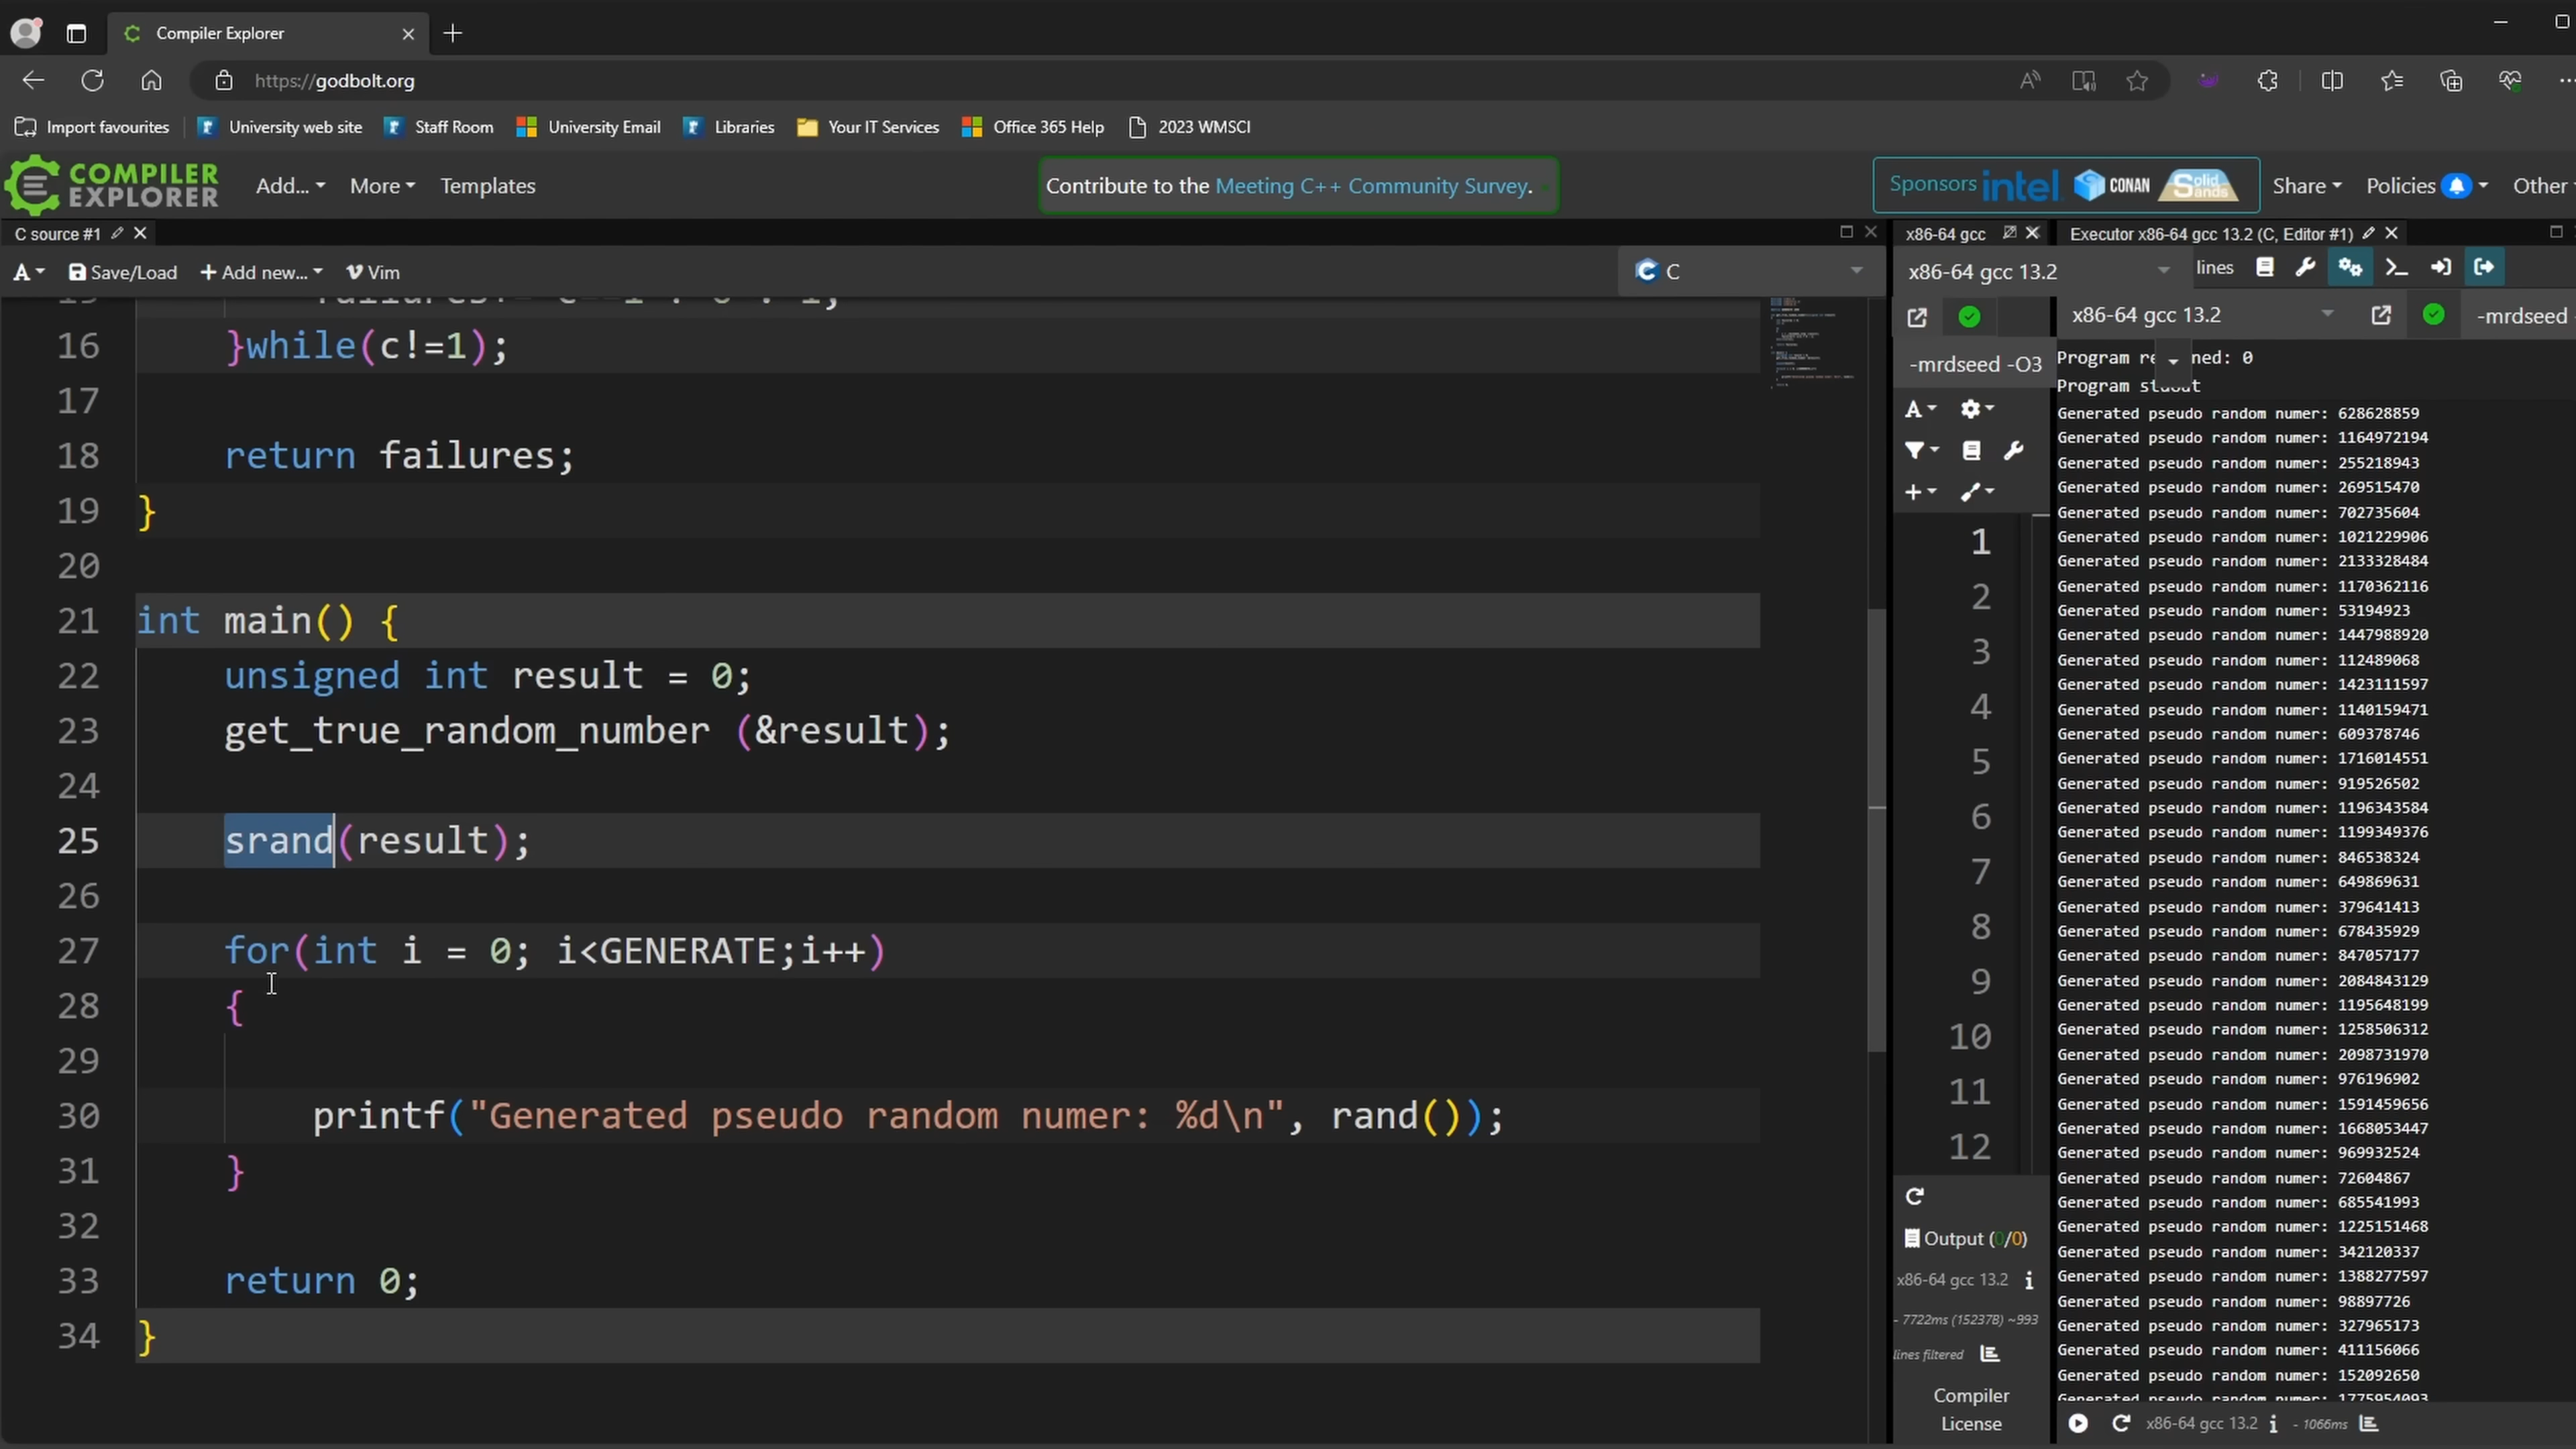 Compiler Explorer
https://godbolt.org
Import favourites
University web site
Staff Room
University Email
Libraries
Your IT Services
Office 365 Help
2023 WMSCI
COMPILER
EXPLORER
Add...
More
Templates
Contribute to the Meeting C++ Community Survey.
Sponsors intel CONAN Solid Sands
Share
Policies
Other
C source #1
A
Save/Load
+ Add new...
Vim
C
16 }while(c!=1);
17
18 return failures;
19 }
20
21 int main() {
22 unsigned int result = 0;
23 get_true_random_number (&result);
24
25 srand(result);
26
27 for(int i = 0; i<GENERATE;i++)
28 {
29
30 printf("Generated pseudo random numer: %d\n", rand());
31 }
32
33 return 0;
34 }
x86-64 gcc
x86-64 gcc 13.2
-mrdseed -O3
A
1
2
3
4
5
6
7
8
9
10
11
12
Output (0/0)
x86-64 gcc 13.2
- 7722ms (152378) ~993
lines filtered
Compiler
License
Executor x86-64 gcc 13.2 (C, Editor #1)
lines
x86-64 gcc 13.2
-mrdseed
Program re ned: 0
Program stdout
Generated pseudo random numer: 628628859
Generated pseudo random numer: 1164972194
Generated pseudo random numer: 255218943
Generated pseudo random numer: 269515470
Generated pseudo random numer: 702735604
Generated pseudo random numer: 1021229906
Generated pseudo random numer: 2133328484
Generated pseudo random numer: 1170362116
Generated pseudo random numer: 53194923
Generated pseudo random numer: 1447988920
Generated pseudo random numer: 112489068
Generated pseudo random numer: 1423111597
Generated pseudo random numer: 1140159471
Generated pseudo random numer: 609378746
Generated pseudo random numer: 1716014551
Generated pseudo random numer: 919526502
Generated pseudo random numer: 1196343584
Generated pseudo random numer: 1199349376
Generated pseudo random numer: 846538324
Generated pseudo random numer: 649869631
Generated pseudo random numer: 379641413
Generated pseudo random numer: 678435929
Generated pseudo random numer: 847057177
Generated pseudo random numer: 2084843129
Generated pseudo random numer: 1195648199
Generated pseudo random numer: 1258506312
Generated pseudo random numer: 2098731970
Generated pseudo random numer: 976196902
Generated pseudo random numer: 1591459656
Generated pseudo random numer: 1668053447
Generated pseudo random numer: 969932524
Generated pseudo random numer: 72604867
Generated pseudo random numer: 685541993
Generated pseudo random numer: 1225151468
Generated pseudo random numer: 342120337
Generated pseudo random numer: 1388277597
Generated pseudo random numer: 98897726
Generated pseudo random numer: 327965173
Generated pseudo random numer: 411156066
Generated pseudo random numer: 152092650
Generated pseudo random numer: 1775954093
x86-64 gcc 13.2
- 1066ms